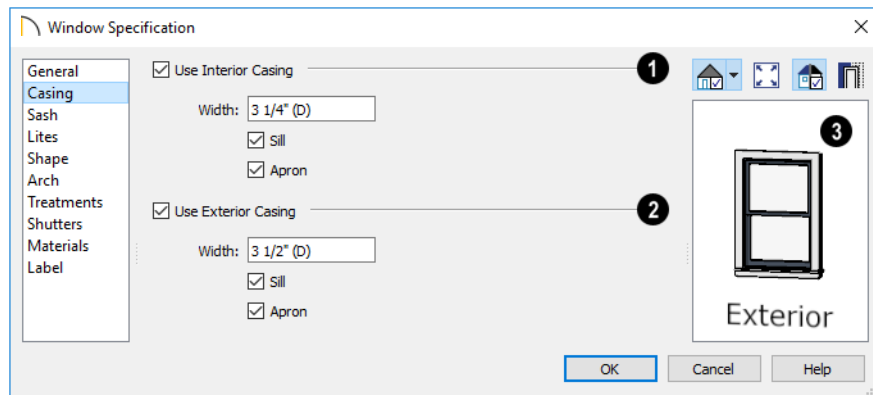 Window Specification
General
Casing
Sash
Lites
Shape
Arch
Treatments
Shutters
Materials
Label
Use Interior Casing
1
Width: 3 1/4" (D)
Sill
Apron
Use Exterior Casing
2
Width: 3 1/2" (D)
Sill
Apron
3
Exterior
OK
Cancel
Help